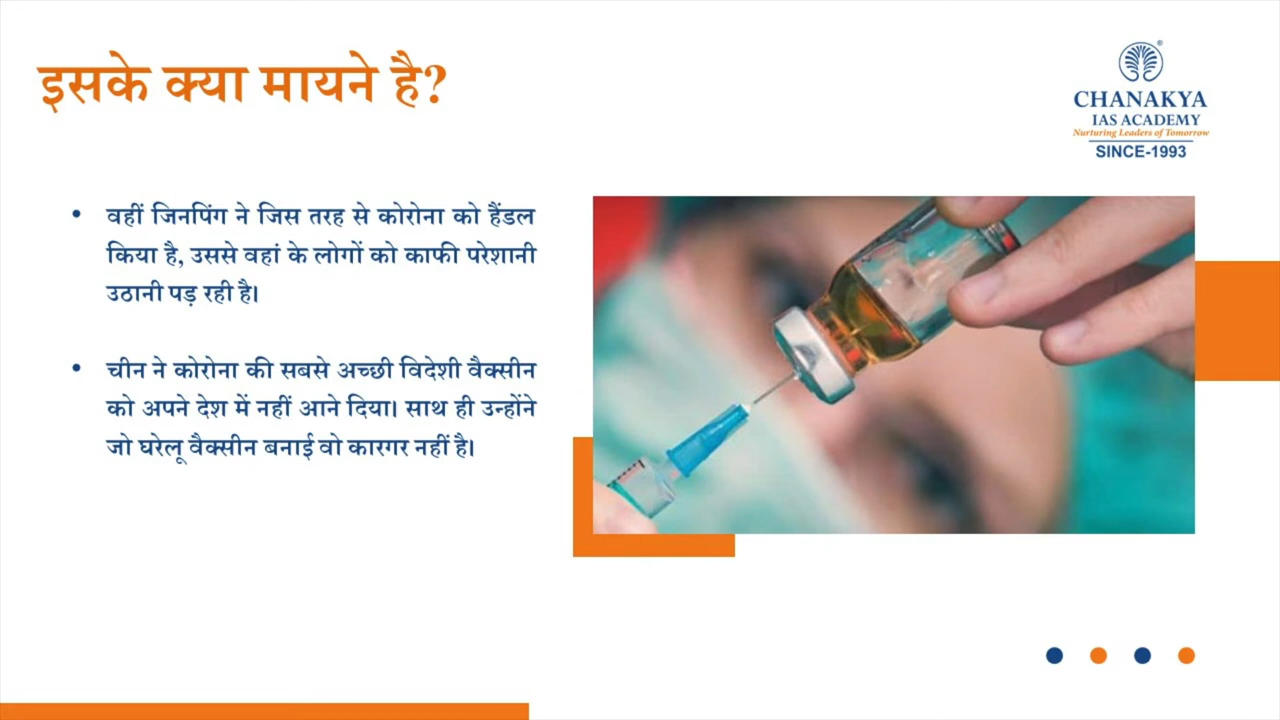 इसके क्या मायने है?
CHANAKYA
IAS ACADEMY
Nurturing Leaders of Tomorrow
SINCE-1993
• वहीं जिनपिंग ने जिस तरह से कोरोना को हैंडल
किया है, उससे वहां के लोगों को काफी परेशानी
उठानी पड़ रही है।
• चीन ने कोरोना की सबसे अच्छी विदेशी वैक्सीन
को अपने देश में नहीं आने दिया। साथ ही उन्होंने
जो घरेलू वैक्सीन बनाई वो कारगर नहीं है।